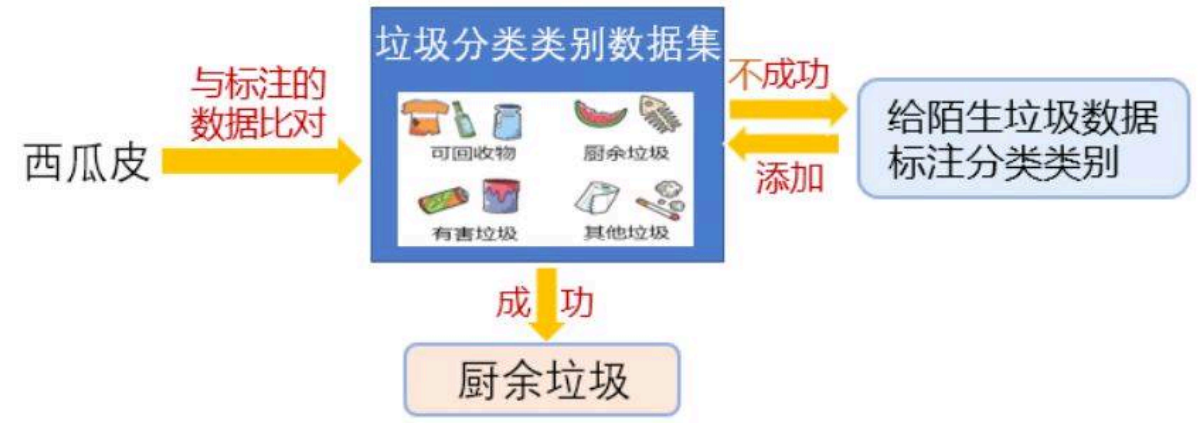 垃圾分类类别数据集
与标注的
数据比对
西瓜皮
可回收物
厨余垃圾
有害垃圾
其他垃圾
不成功
添加
给陌生垃圾数据
标注分类类别
成功
厨余垃圾